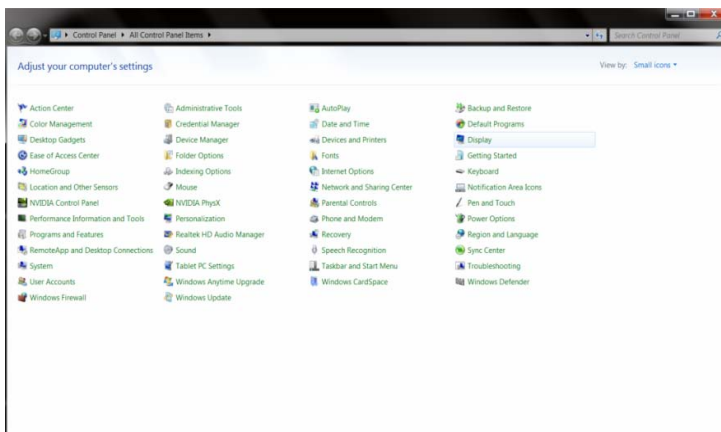 Control Panel ▸ All Control Panel Items ▸ Search Control Panel
Adjust your computer's settings View by: Small icons
Action Center Administrative Tools AutoPlay Backup and Restore
Color Management Credential Manager Date and Time Default Programs
Desktop Gadgets Device Manager Devices and Printers Display
Ease of Access Center Folder Options Fonts Getting Started
HomeGroup Indexing Options Internet Options Keyboard
Location and Other Sensors Mouse Network and Sharing Center Notification Area Icons
NVIDIA Control Panel NVIDIA PhysX Parental Controls Pen and Touch
Performance Information and Tools Personalization Phone and Modem Power Options
Programs and Features Realtek HD Audio Manager Recovery Region and Language
RemoteApp and Desktop Connections Sound Speech Recognition Sync Center
System Tablet PC Settings Taskbar and Start Menu Troubleshooting
User Accounts Windows Anytime Upgrade Windows CardSpace Windows Defender
Windows Firewall Windows Update